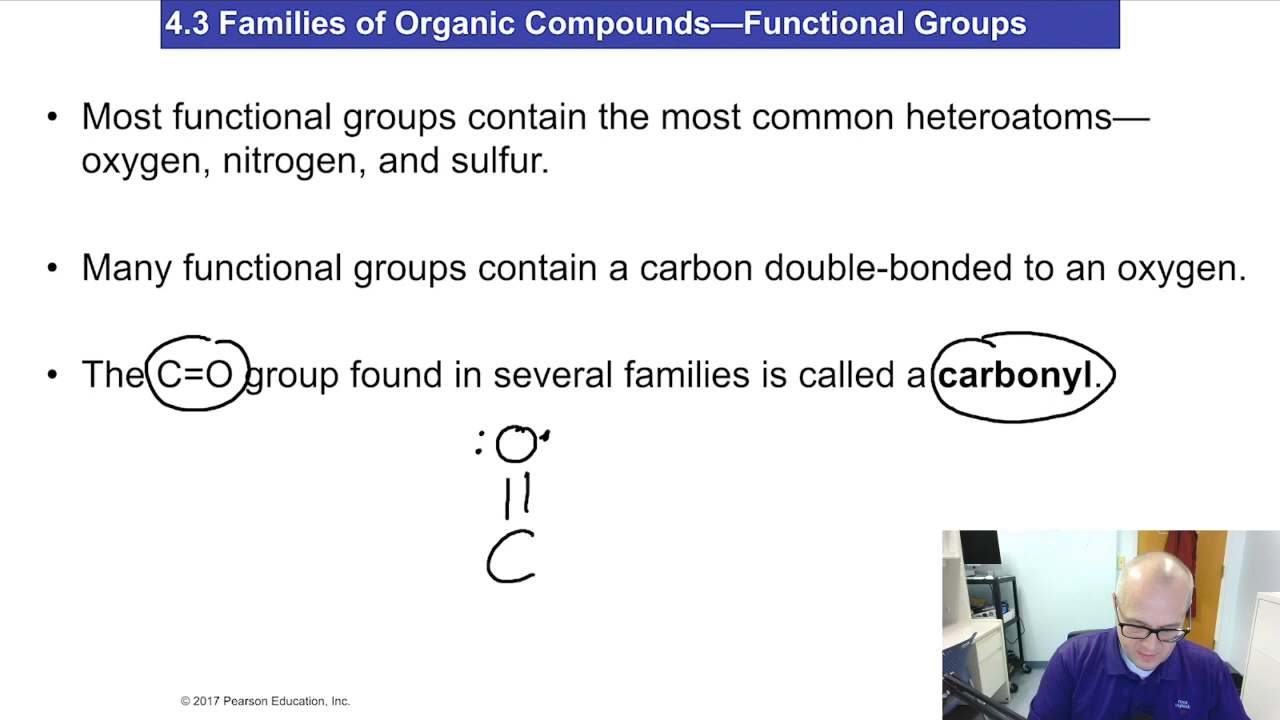 4.3 Families of Organic Compounds—Functional Groups
• Most functional groups contain the most common heteroatoms—
oxygen, nitrogen, and sulfur.
• Many functional groups contain a carbon double-bonded to an oxygen.
• The C=O group found in several families is called a carbonyl.
:O
||
C
© 2017 Pearson Education, Inc.